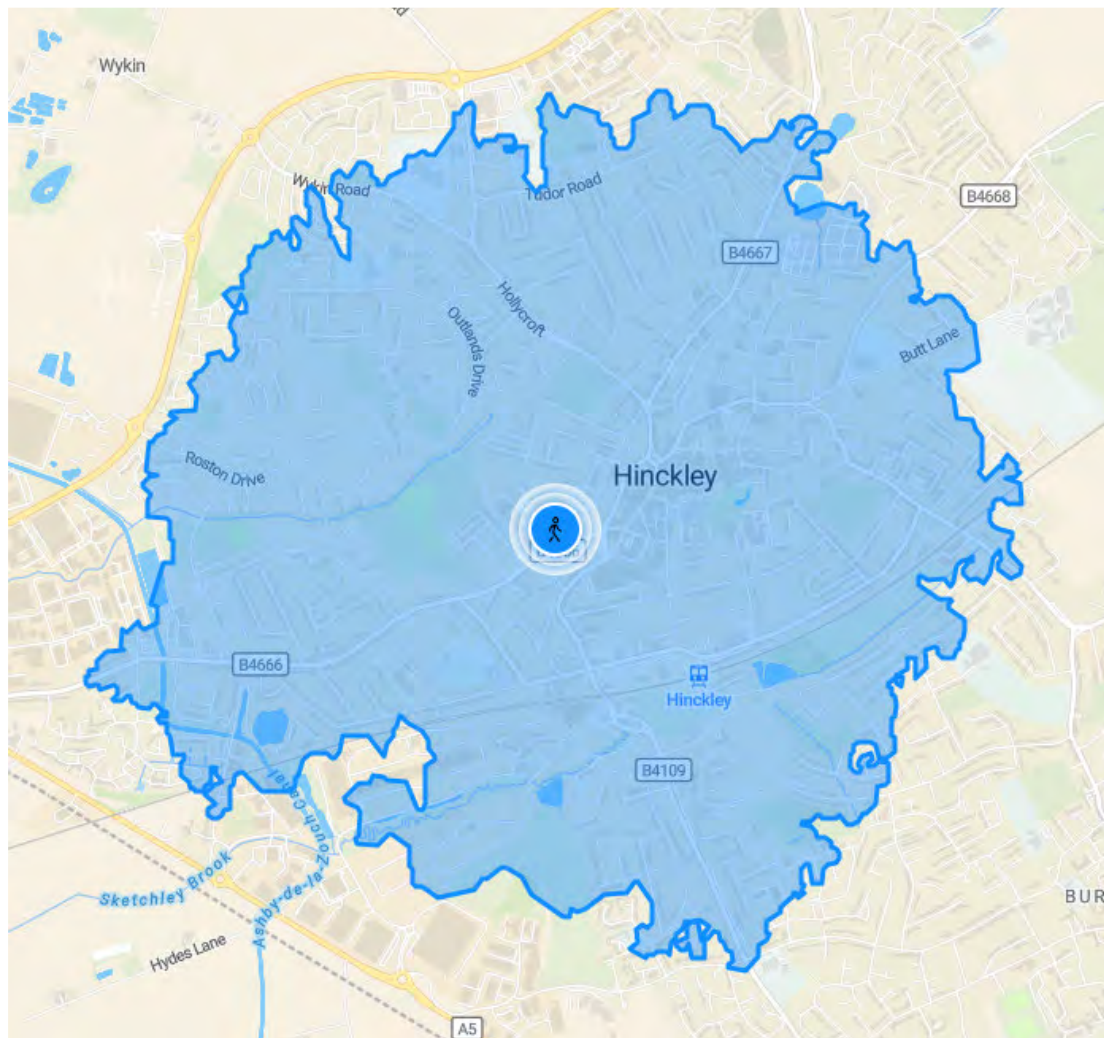 Wykin
Wykin Road
Tudor Road
B4668
B4667
Hollycroft
Outlands Drive
Butt Lane
Roston Drive
Hinckley
B4666
Hinckley
B4109
Ashby-de-la-Zouch-Canal
Sketchley Brook
BUR
Hydes Lane
A5